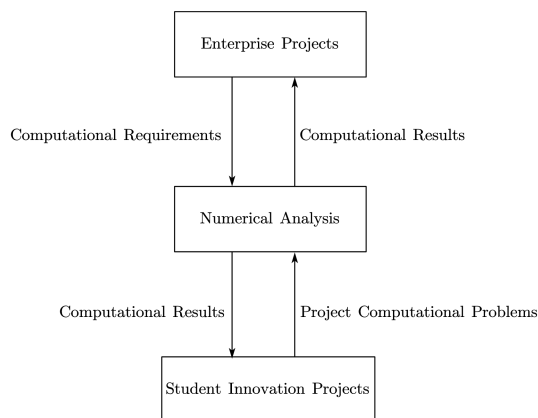 Enterprise Projects
Computational Requirements
Computational Results
Numerical Analysis
Computational Results
Project Computational Problems
Student Innovation Projects